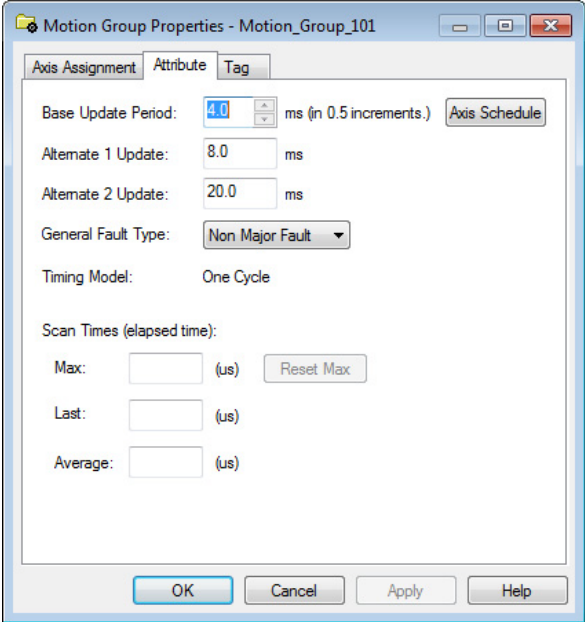 Motion Group Properties - Motion_Group_101
Axis Assignment Attribute Tag
Base Update Period: 4.0 ms (in 0.5 increments.) Axis Schedule
Alternate 1 Update: 8.0 ms
Alternate 2 Update: 20.0 ms
General Fault Type: Non Major Fault
Timing Model: One Cycle
Scan Times (elapsed time):
Max: (us) Reset Max
Last: (us)
Average: (us)
OK Cancel Apply Help